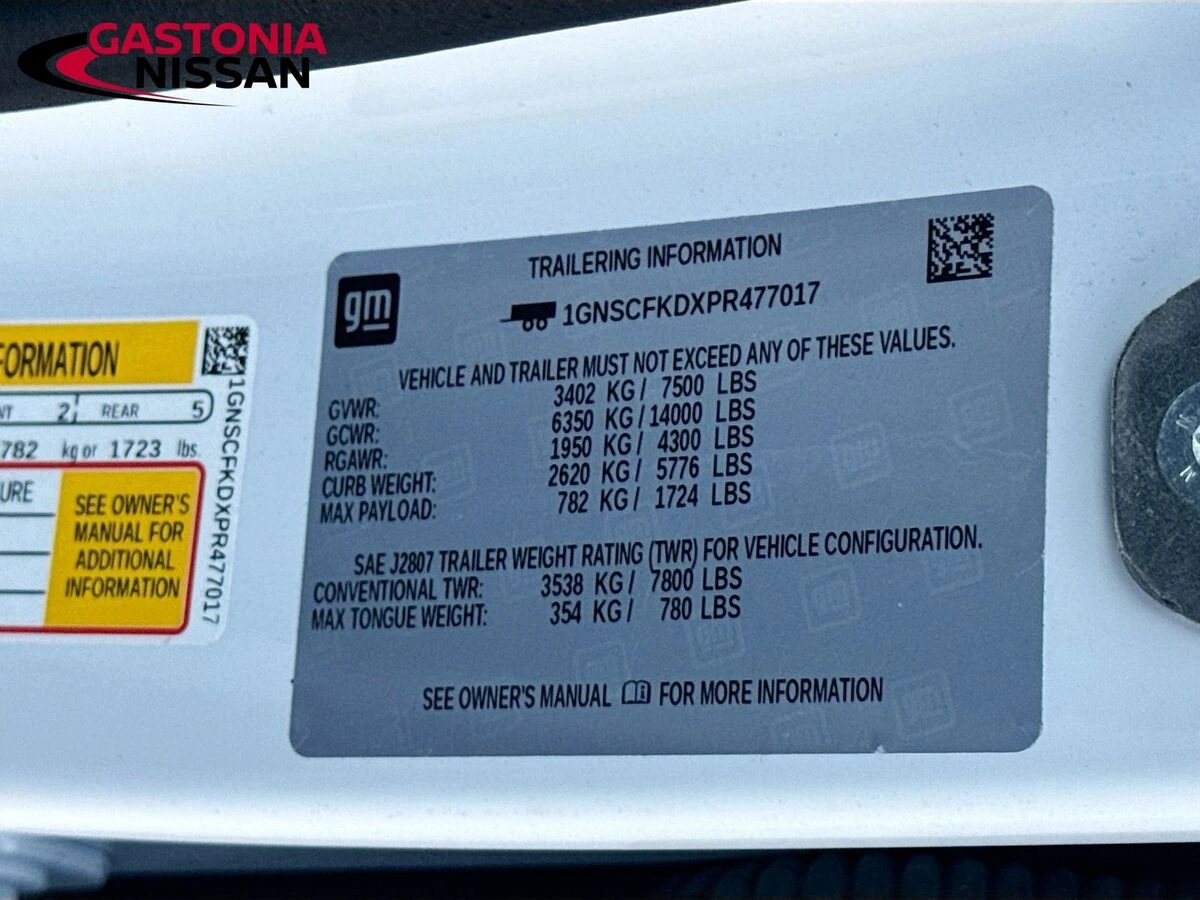 GASTONIA
NISSAN
TRAILERING INFORMATION
gm
1GNSCFKDXPR477017
VEHICLE AND TRAILER MUST NOT EXCEED ANY OF THESE VALUES.
GVWR: 3402 KG/ 7500 LBS
GCWR: 6350 KG/14000 LBS
RGAWR: 1950 KG/ 4300 LBS
CURB WEIGHT: 2620 KG/ 5776 LBS
MAX PAYLOAD: 782 KG/ 1724 LBS
SAE J2807 TRAILER WEIGHT RATING (TWR) FOR VEHICLE CONFIGURATION.
CONVENTIONAL TWR: 3538 KG/ 7800 LBS
MAX TONGUE WEIGHT: 354 KG/ 780 LBS
SEE OWNER'S MANUAL FOR MORE INFORMATION
FORMATION
NT 2 REAR 5
782 kg or 1723 lbs.
URE
SEE OWNER'S
MANUAL FOR
ADDITIONAL
INFORMATION
1GNSCFKDXPR477017